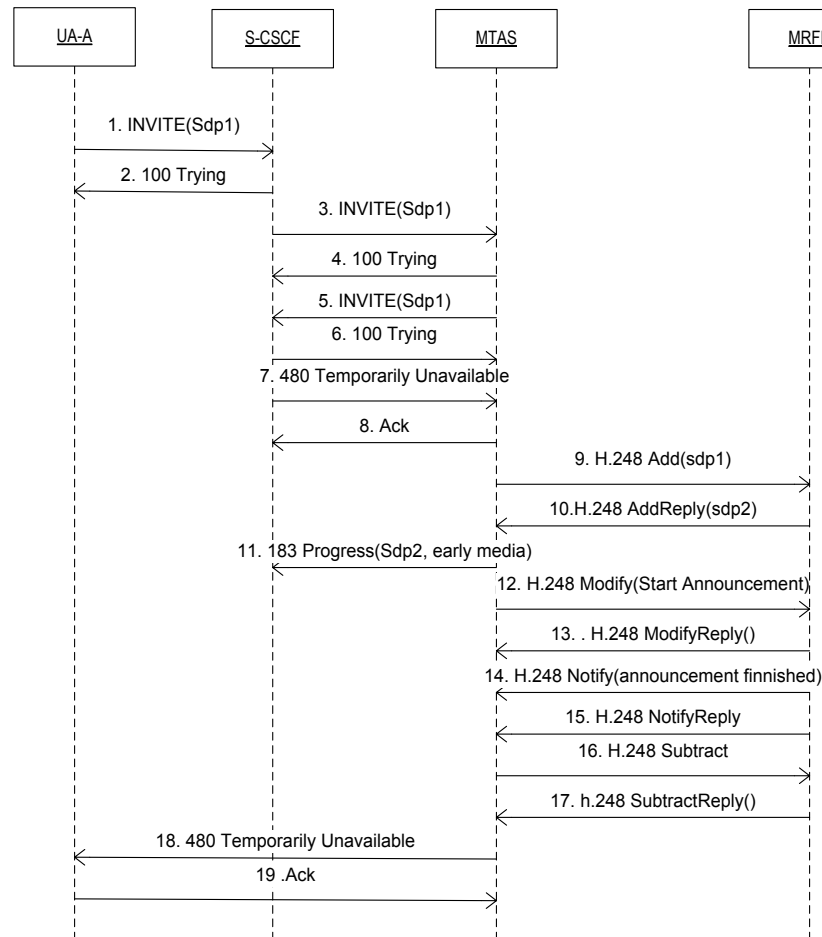 UA-A
S-CSCF
MTAS
1. INVITE(Sdp1)
2. 100 Trying
3. INVITE(Sdp1)
4. 100 Trying
5. INVITE(Sdp1)
6. 100 Trying
7. 480 Temporarily Unavailable
8. Ack
9. H.248 Add(sdp1)
10.H.248 AddReply(sdp2)
11. 183 Progress(Sdp2, early media)
12. H.248 Modify(Start Announcement)
13. . H.248 ModifyReply()
14. H.248 Notify(announcement finnished)
15. H.248 NotifyReply
16. H.248 Subtract
17. h.248 SubtractReply()
18. 480 Temporarily Unavailable
19 .Ack